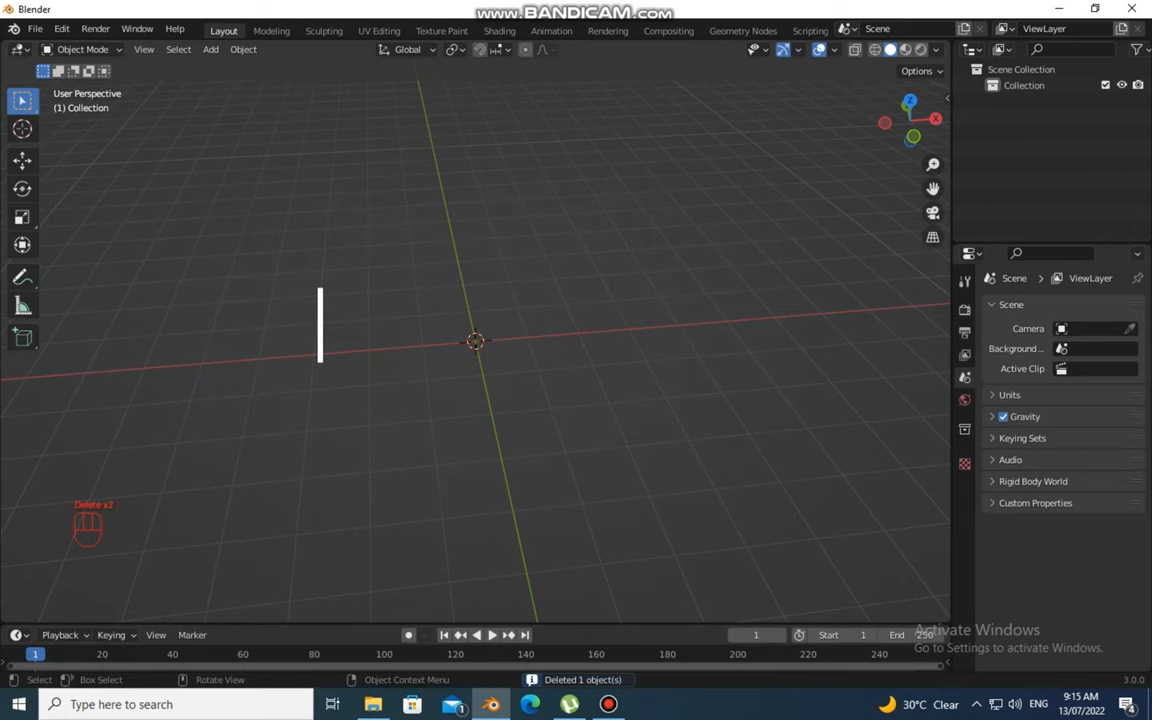 Blender
www.BANDICAM.com
File Edit Render Window Help Layout Modeling Sculpting UV Editing Texture Paint Shading Animation Rendering Compositing Geometry Nodes Scripting Scene ViewLayer
Object Mode View Select Add Object Global
Options
User Perspective
(1) Collection
Scene Collection
Collection
Z
X
Scene ViewLayer
Scene
Camera
Background ...
Active Clip
Units
Gravity
Keying Sets
Audio
Rigid Body World
Custom Properties
Delete x2
Playback Keying View Marker 1 Start 1 End 250
1 20 40 60 80 100 120 140 160 180 200 220 240
Activate Windows
Go to Settings to activate Windows.
Select Box Select Rotate View Object Context Menu Deleted 1 object(s) 3.0.0
Type here to search 1 30°C Clear ENG 9:15 AM
13/07/2022 4